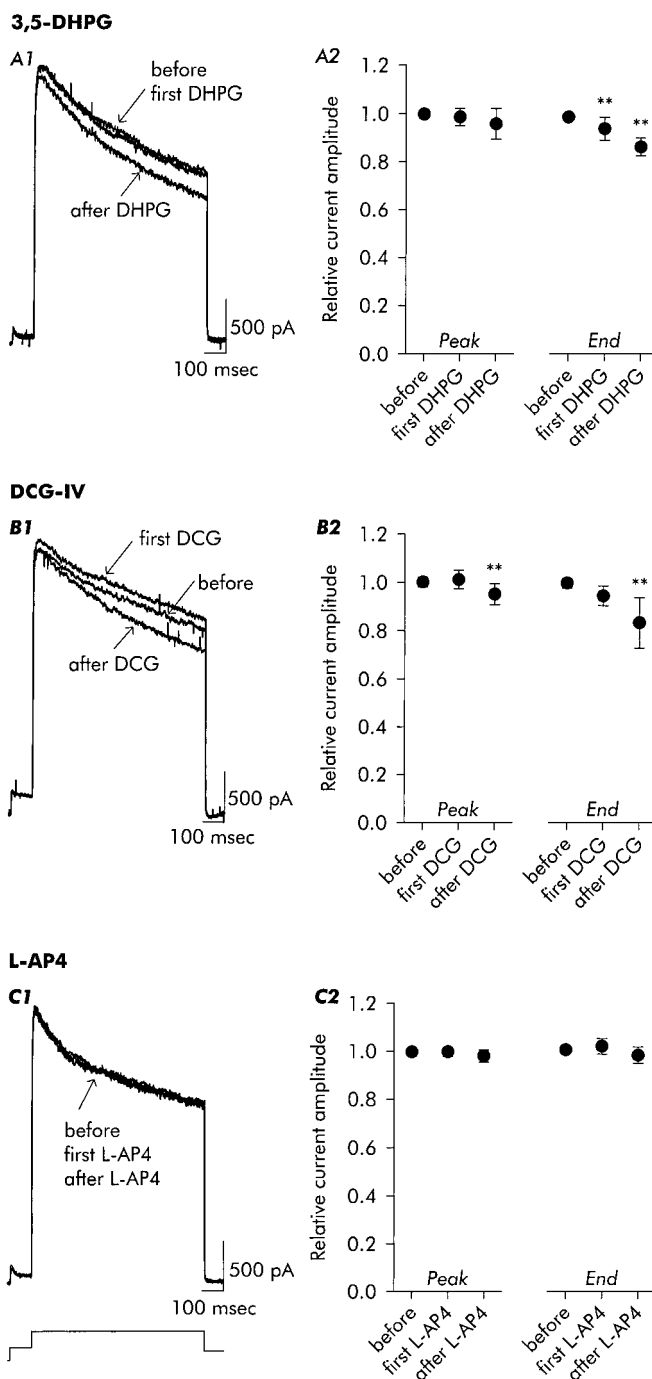 3,5-DHPG
A1
before
first DHPG
after DHPG
500 pA
100 msec
A2
Relative current amplitude
1.2
1.0
0.8
0.6
0.4
0.2
0.0
** **
Peak End
before first DHPG after DHPG before first DHPG after DHPG
DCG-IV
B1
first DCG
before
after DCG
500 pA
100 msec
B2
Relative current amplitude
1.2
1.0
0.8
0.6
0.4
0.2
0.0
** **
Peak End
before first DCG after DCG before first DCG after DCG
L-AP4
C1
before
first L-AP4
after L-AP4
500 pA
100 msec
C2
Relative current amplitude
1.2
1.0
0.8
0.6
0.4
0.2
0.0
Peak End
before first L-AP4 after L-AP4 before first L-AP4 after L-AP4